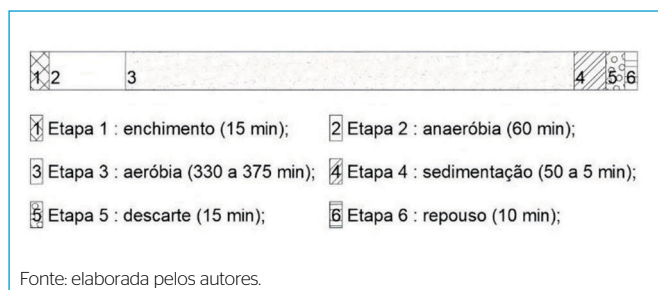 1 2 3 4 5 6
1 Etapa 1 : enchimento (15 min); 2 Etapa 2 : anaeróbia (60 min);
3 Etapa 3 : aeróbia (330 a 375 min); 4 Etapa 4 : sedimentação (50 a 5 min);
5 Etapa 5 : descarte (15 min); 6 Etapa 6 : repouso (10 min);
Fonte: elaborada pelos autores.